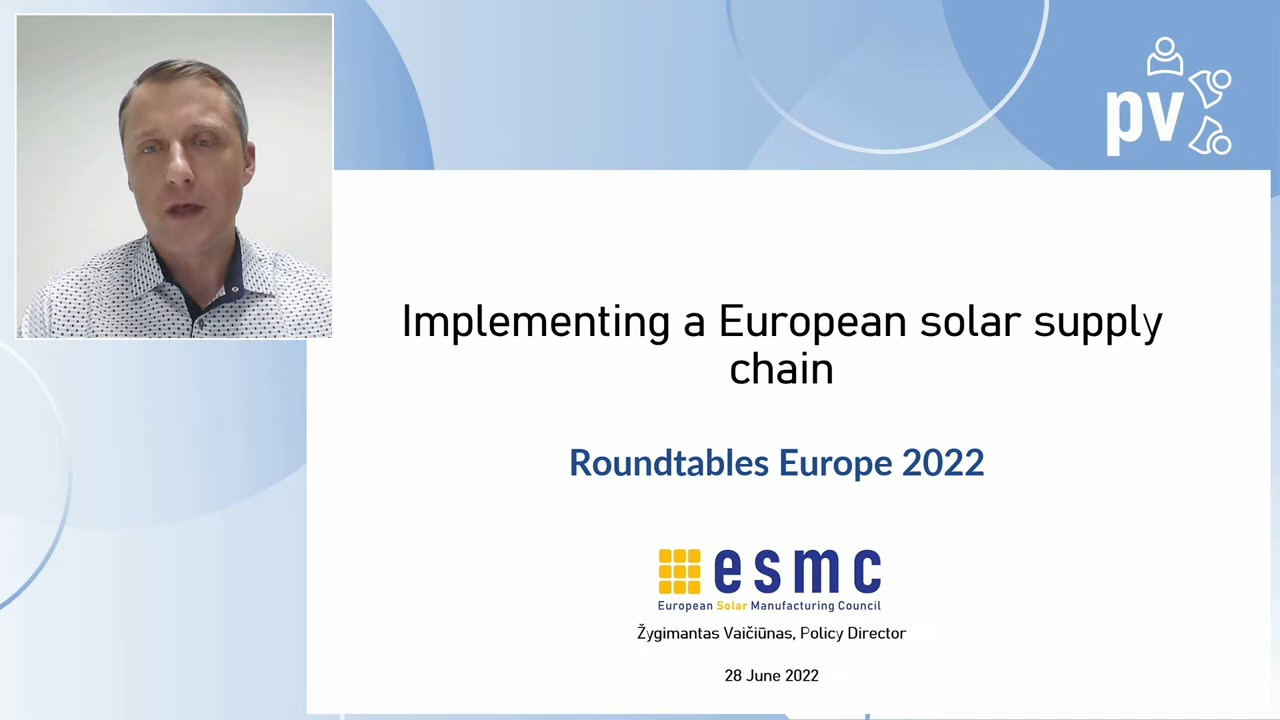 pv
Implementing a European solar supply
chain
Roundtables Europe 2022
esmc
European Solar Manufacturing Council
Žygimantas Vaičiūnas, Policy Director
28 June 2022